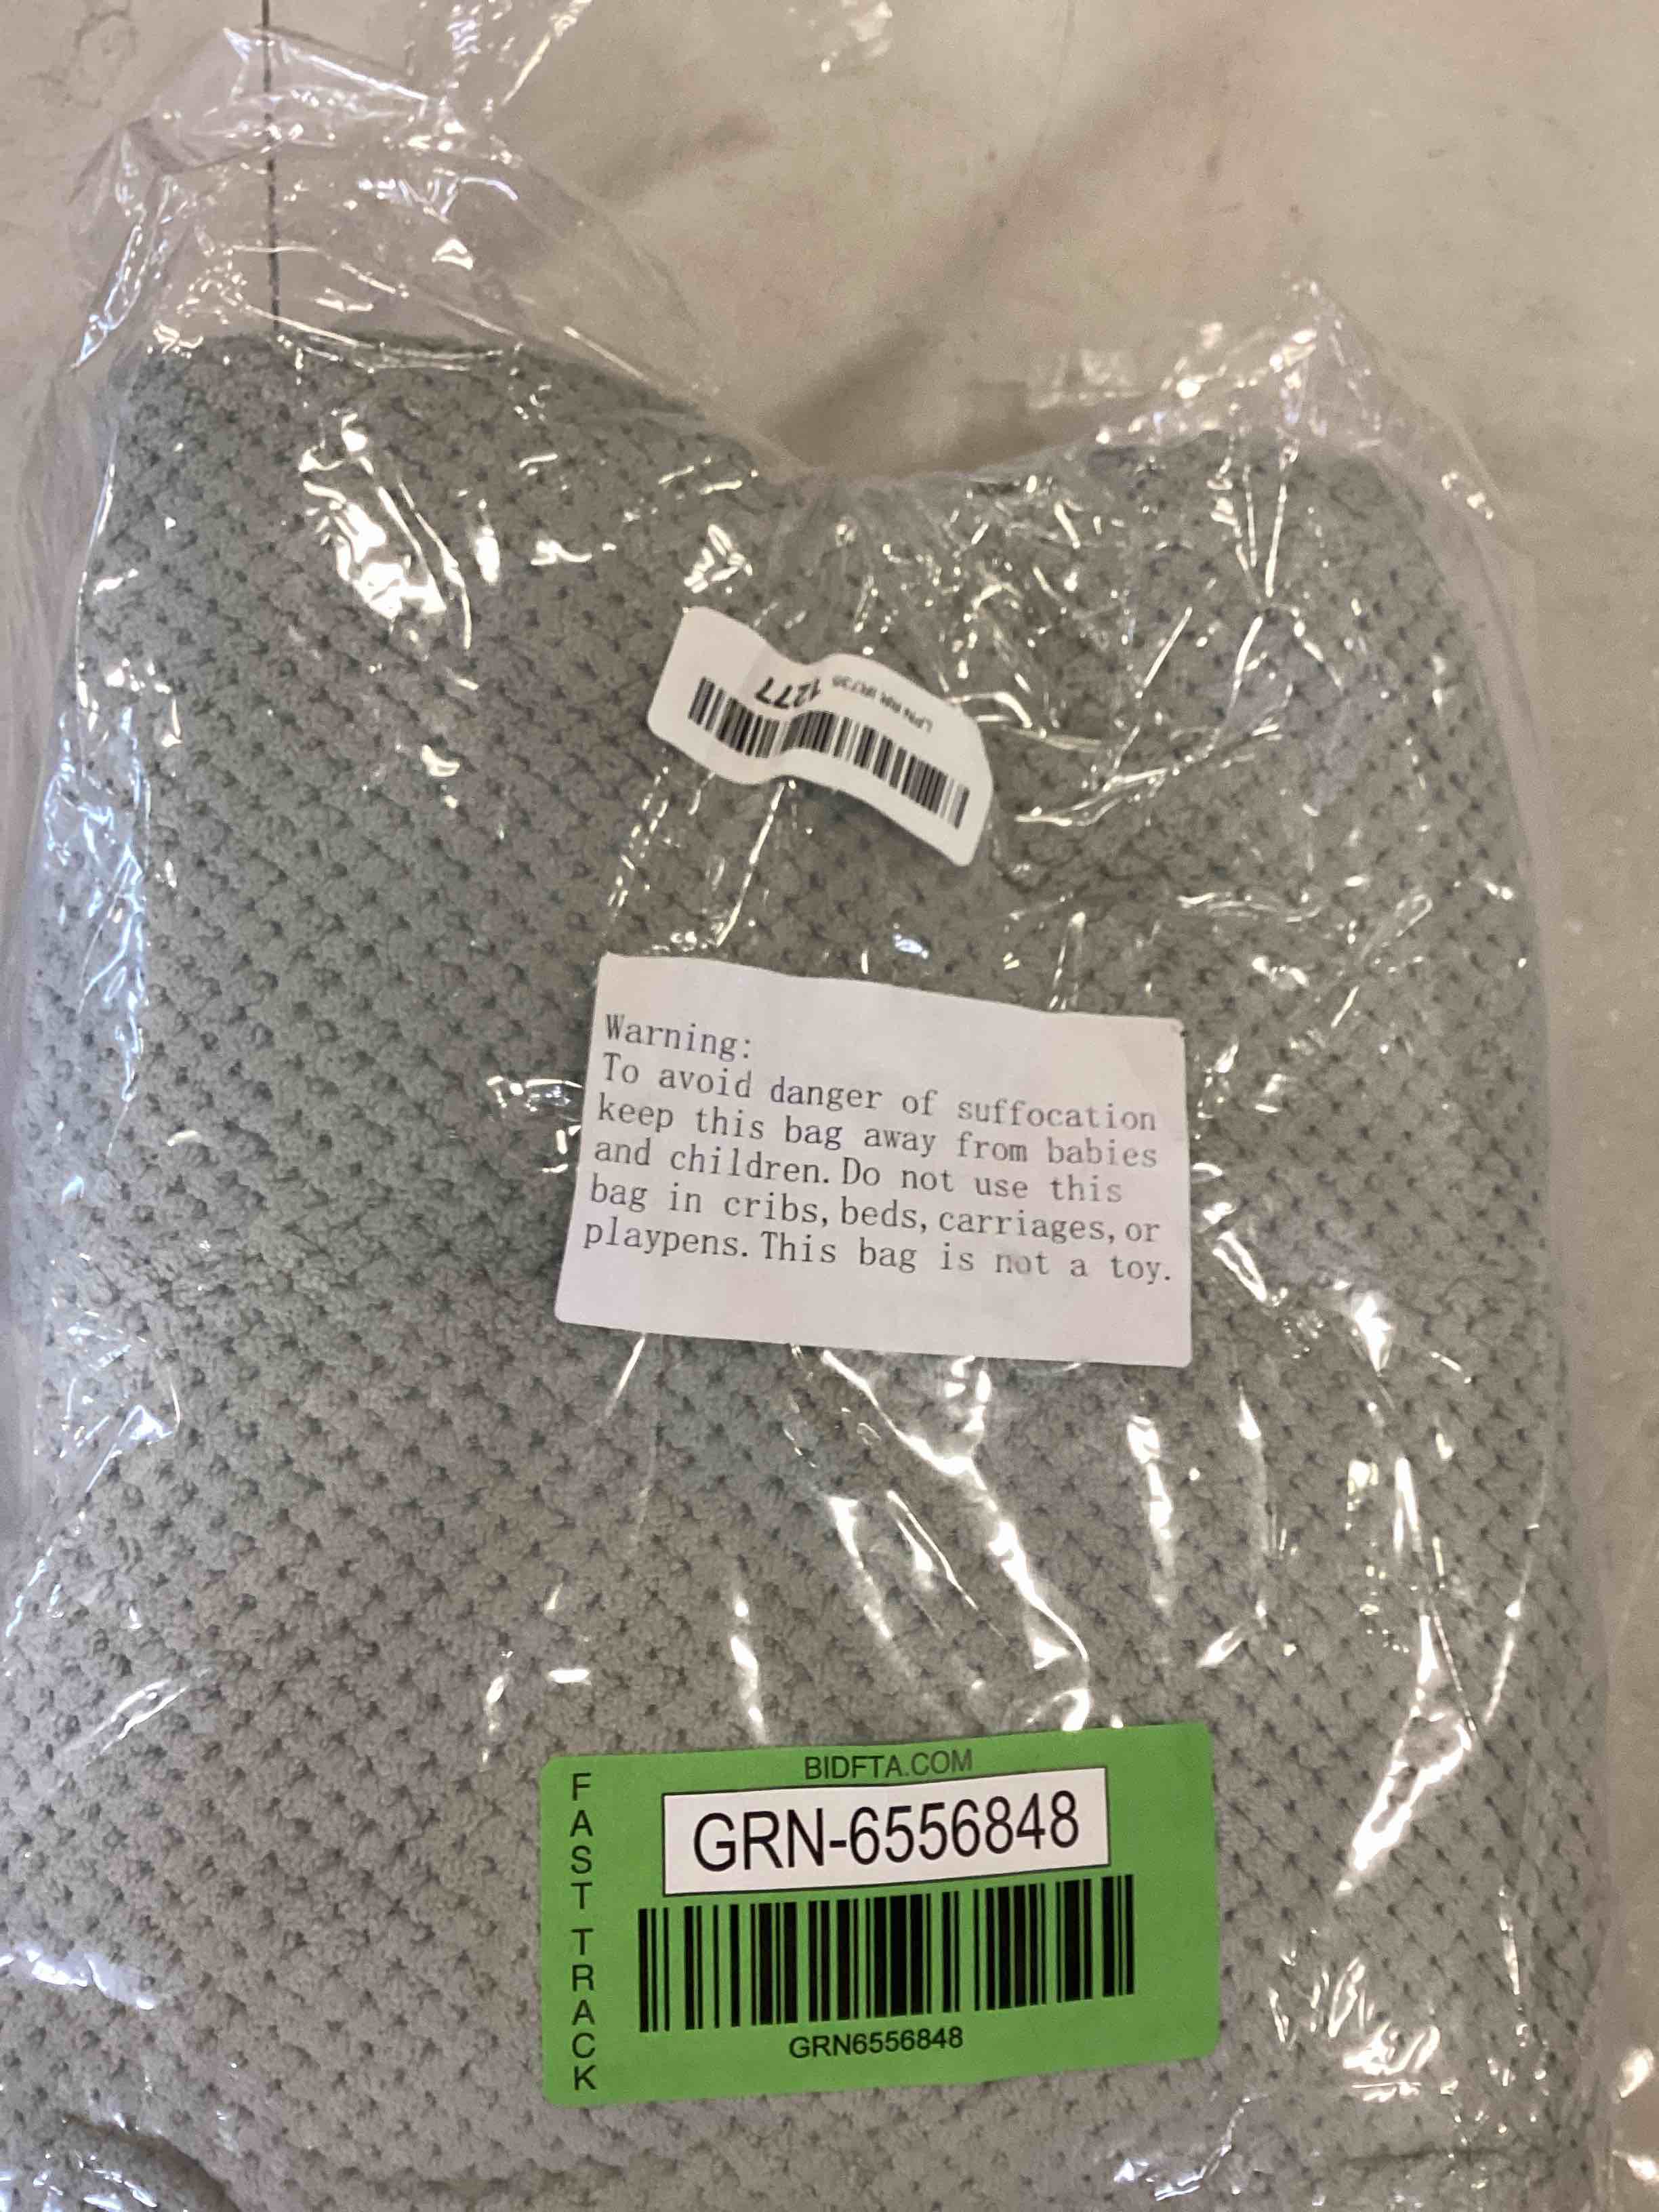 1277
Warning:
To avoid danger of suffocation
keep this bag away from babies
and children. Do not use this
bag in cribs, beds, carriages, or
playpens. This bag is not a toy.
BIDFTA.COM
FAST TRACK
GRN-6556848
GRN6556848